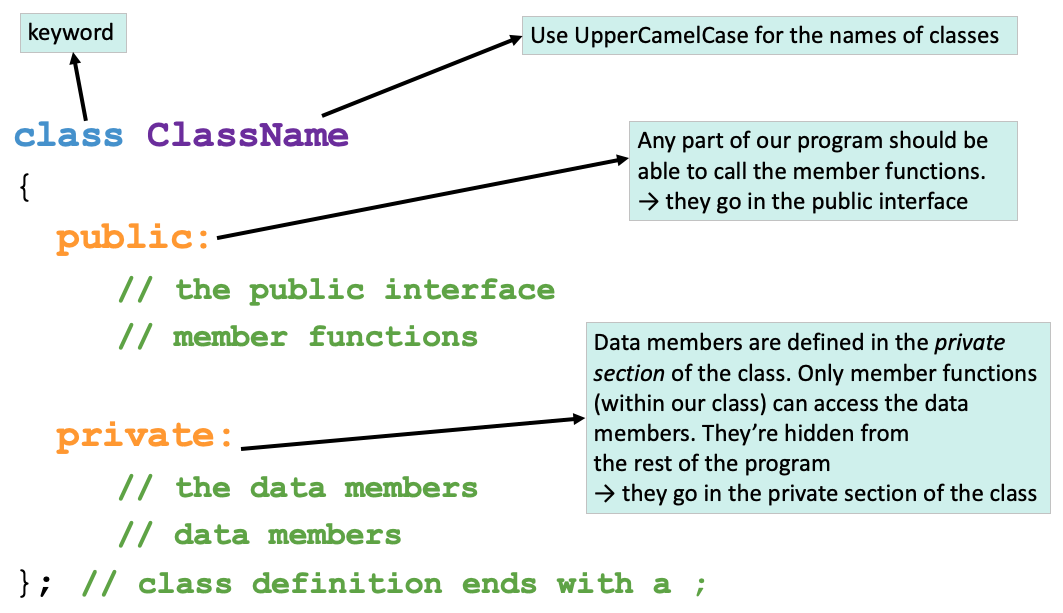 keyword
Use UpperCamelCase for the names of classes
class ClassName
{
Any part of our program should be
able to call the member functions.
→ they go in the public interface
public:
// the public interface
// member functions
Data members are defined in the private
section of the class. Only member functions
(within our class) can access the data
members. They’re hidden from
the rest of the program
→ they go in the private section of the class
private:
// the data members
// data members
}; // class definition ends with a ;